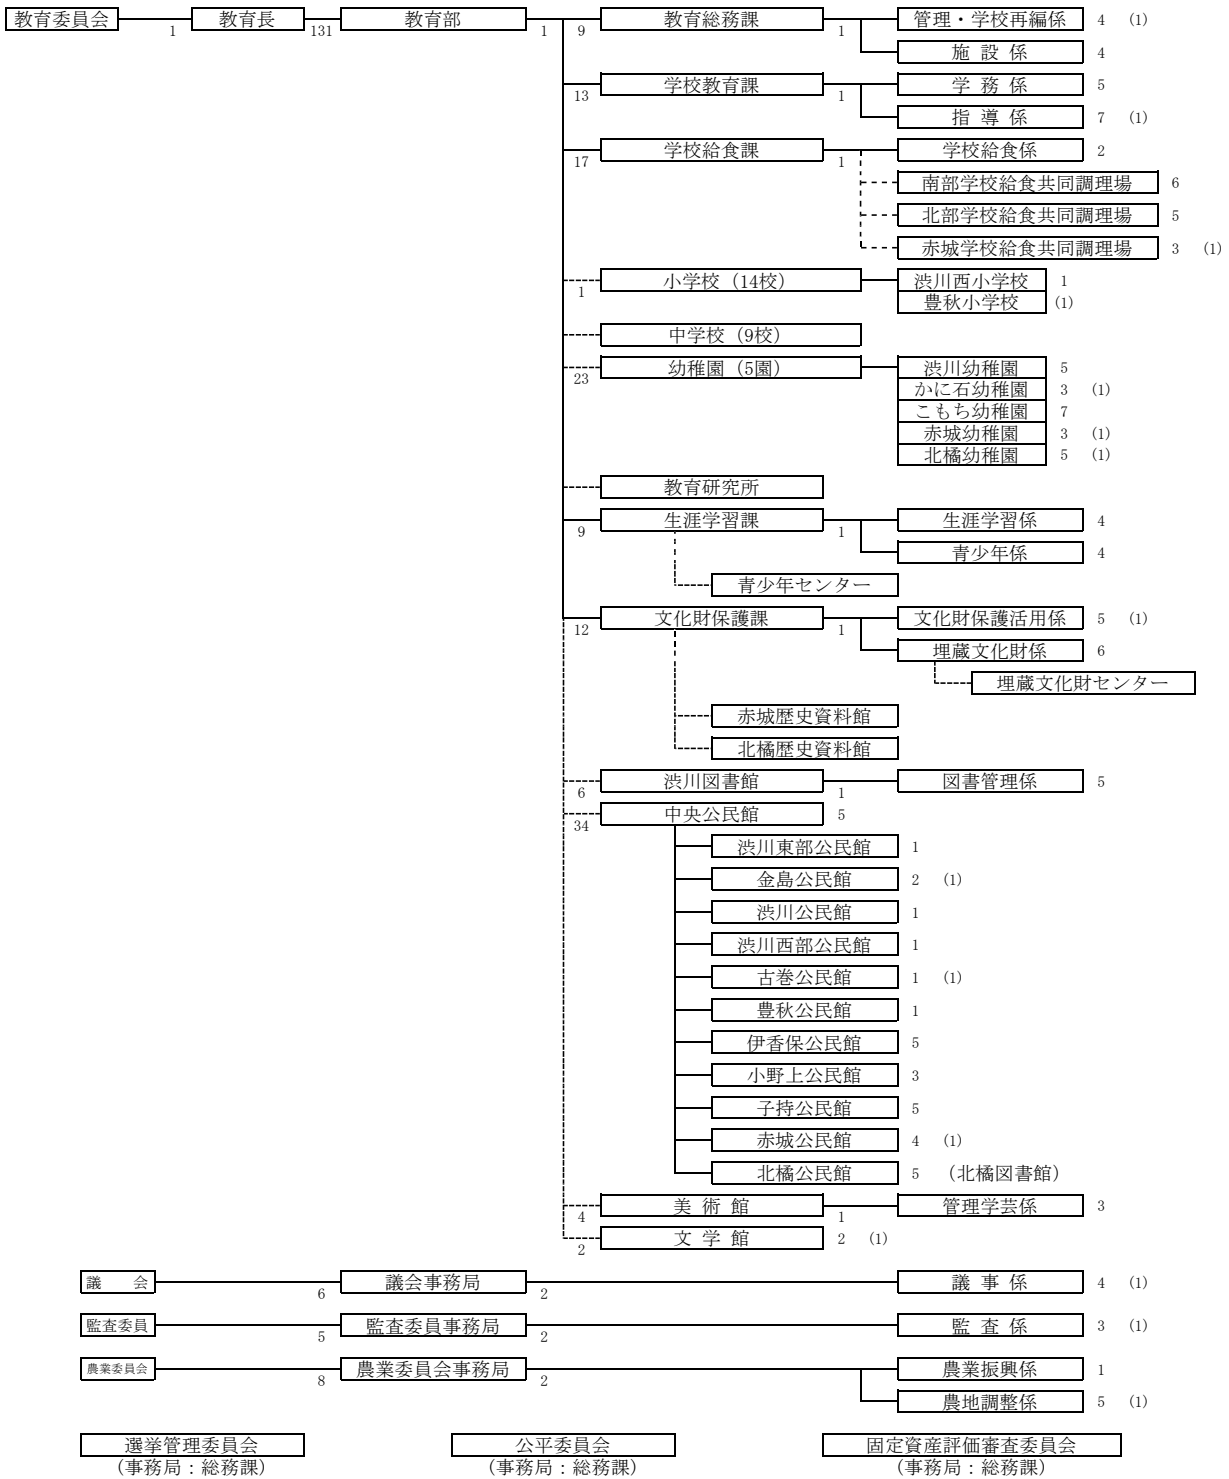 教育委員会 1 教育長 131 教育部 1 9 教育総務課 1 管理・学校再編係 4 (1)
施設係 4
13 学校教育課 1 学務係 5
指導係 7 (1)
17 学校給食課 1 学校給食係 2
南部学校給食共同調理場 6
北部学校給食共同調理場 5
赤城学校給食共同調理場 3 (1)
1 小学校（14校） 渋川西小学校 1
豊秋小学校 (1)
中学校（9校）
23 幼稚園（5園） 渋川幼稚園 5
かに石幼稚園 3 (1)
こもち幼稚園 7
赤城幼稚園 3 (1)
北橘幼稚園 5 (1)
教育研究所
9 生涯学習課 1 生涯学習係 4
青少年係 4
青少年センター
12 文化財保護課 1 文化財保護活用係 5 (1)
埋蔵文化財係 6
埋蔵文化財センター
赤城歴史資料館
北橘歴史資料館
6 渋川図書館 1 図書管理係 5
34 中央公民館 5
渋川東部公民館 1
金島公民館 2 (1)
渋川公民館 1
渋川西部公民館 1
古巻公民館 1 (1)
豊秋公民館 1
伊香保公民館 5
小野上公民館 3
子持公民館 5
赤城公民館 4 (1)
北橘公民館 5 （北橘図書館）
4 美術館 1 管理学芸係 3
2 文学館 2 (1)
議会 6 議会事務局 2 議事係 4 (1)
監査委員 5 監査委員事務局 2 監査係 3 (1)
農業委員会 8 農業委員会事務局 2 農業振興係 1
農地調整係 5 (1)
選挙管理委員会 公平委員会 固定資産評価審査委員会
（事務局：総務課） （事務局：総務課） （事務局：総務課）